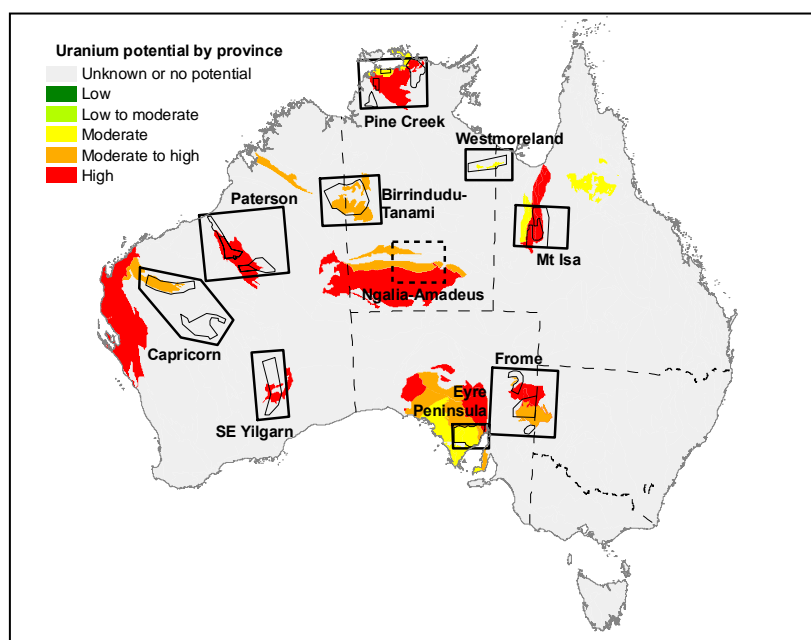 Uranium potential by province
Unknown or no potential
Low
Low to moderate
Moderate
Moderate to high
High
Pine Creek
Westmoreland
Paterson
Birrindudu-
Tanami
Mt Isa
Ngalia-Amadeus
Capricorn
Frome
Eyre
Peninsula
SE Yilgarn